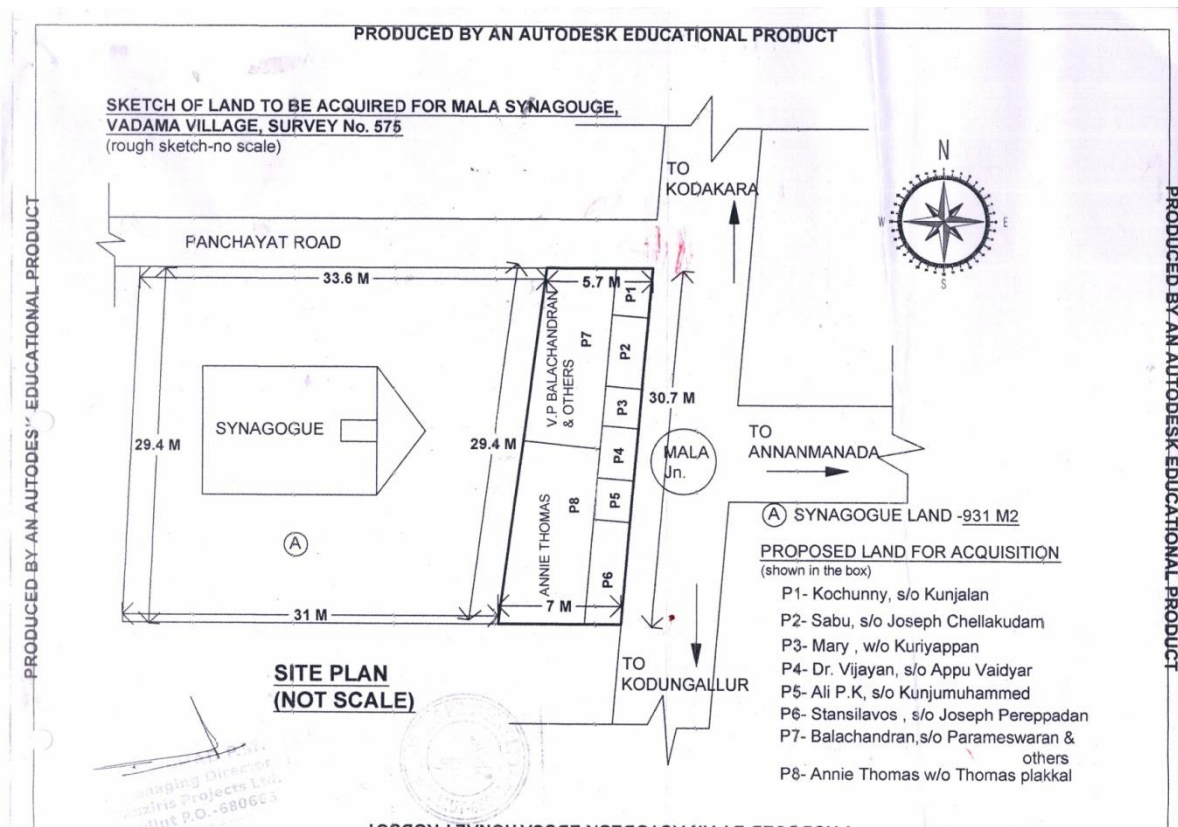 PRODUCED BY AN AUTODESK EDUCATIONAL PRODUCT
SKETCH OF LAND TO BE ACQUIRED FOR MALA SYNAGOUGE,
VADAMA VILLAGE, SURVEY No. 575
(rough sketch-no scale)
TO
KODAKARA
N
W
E
S
PANCHAYAT ROAD
33.6 M
5.7 M
P1
P2
P3
P4
P5
P6
P7
P8
V.P BALACHANDRAN
& OTHERS
ANNIE THOMAS
SYNAGOGUE
29.4 M
29.4 M
30.7 M
MALA
Jn.
TO
ANNANMANADA
A
31 M
7 M
TO
KODUNGALLUR
SITE PLAN
(NOT SCALE)
A SYNAGOGUE LAND -931 M2
PROPOSED LAND FOR ACQUISITION
(shown in the box)
P1- Kochunny, s/o Kunjalan
P2- Sabu, s/o Joseph Chellakudam
P3- Mary , w/o Kuriyappan
P4- Dr. Vijayan, s/o Appu Vaidyar
P5- Ali P.K, s/o Kunjumuhammed
P6- Stansilavos , s/o Joseph Pereppadan
P7- Balachandran,s/o Parameswaran &
others
P8- Annie Thomas w/o Thomas plakkal
P.M.
Managing Director
Projects Ltd.
P.O.-680663
PRODUCED BY AN AUTODES" EDUCATIONAL PRODUCT
PRODUCED BY AN AUTODESK EDUCATIONAL PRODUCT